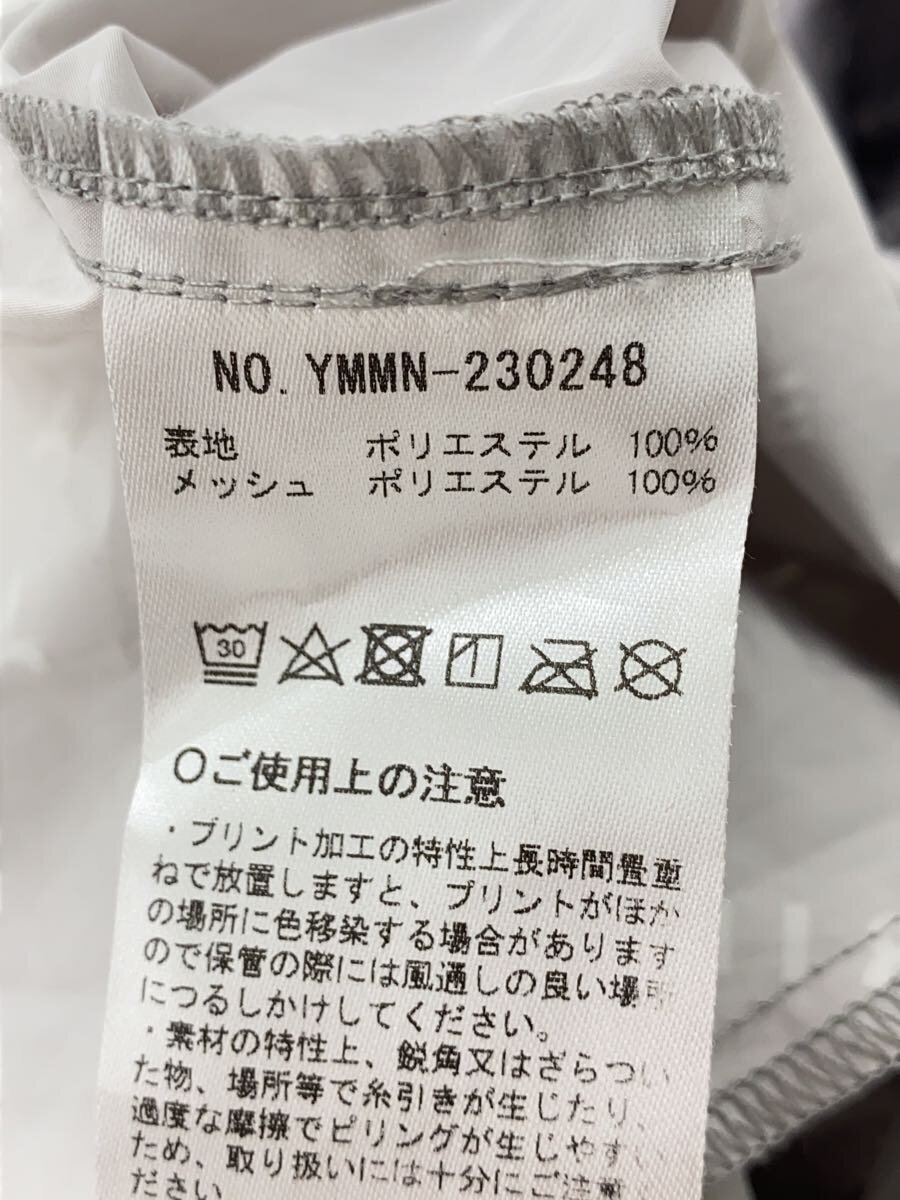 NO. YMMN-230248
表地 ポリエステル 100%
メッシュ ポリエステル 100%
30
〇ご使用上の注意
・プリント加工の特性上長時間畳重
ねで放置しますと、プリントがほか
の場所に色移染する場合があります
ので保管の際には風通しの良い場所
につるしかけしてください。
・素材の特性上、鋭角又はざらつい
た物、場所等で糸引きが生じたり、
過度な摩擦でピリングが生じやすい
ため、取り扱いには十分にご注意
ださい